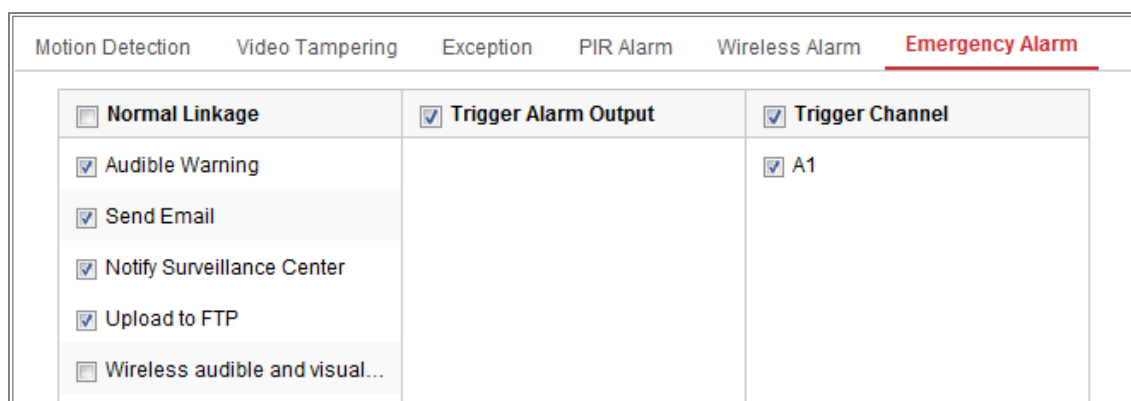 Motion Detection Video Tampering Exception PIR Alarm Wireless Alarm Emergency Alarm
Normal Linkage Trigger Alarm Output Trigger Channel
Audible Warning A1
Send Email
Notify Surveillance Center
Upload to FTP
Wireless audible and visual...